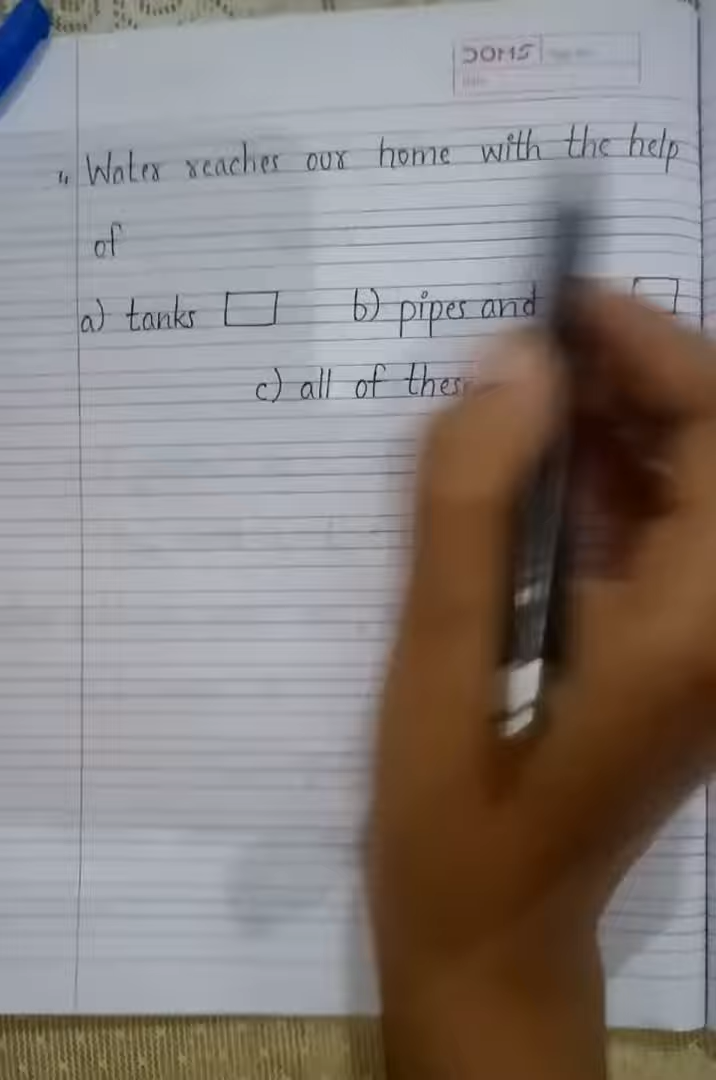 DOMS
" Water reaches our home with the help
of
a) tanks b) pipes and
c) all of thes